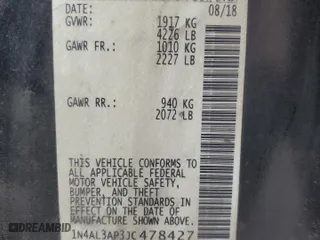 DATE: 08/18
GVWR: 1917 KG
4226 LB
GAWR FR.: 1010 KG
2227 LB
GAWR RR.: 940 KG
2072 LB
THIS VEHICLE CONFORMS TO
ALL APPLICABLE FEDERAL
MOTOR VEHICLE SAFETY,
BUMPER, AND THEFT
PREVENTION STANDARDS
IN EFFECT ON THE DATE
OF MANUFACTURE SHOWN
ABOVE.
1N4AL3AP3JC478427
DREAMBID